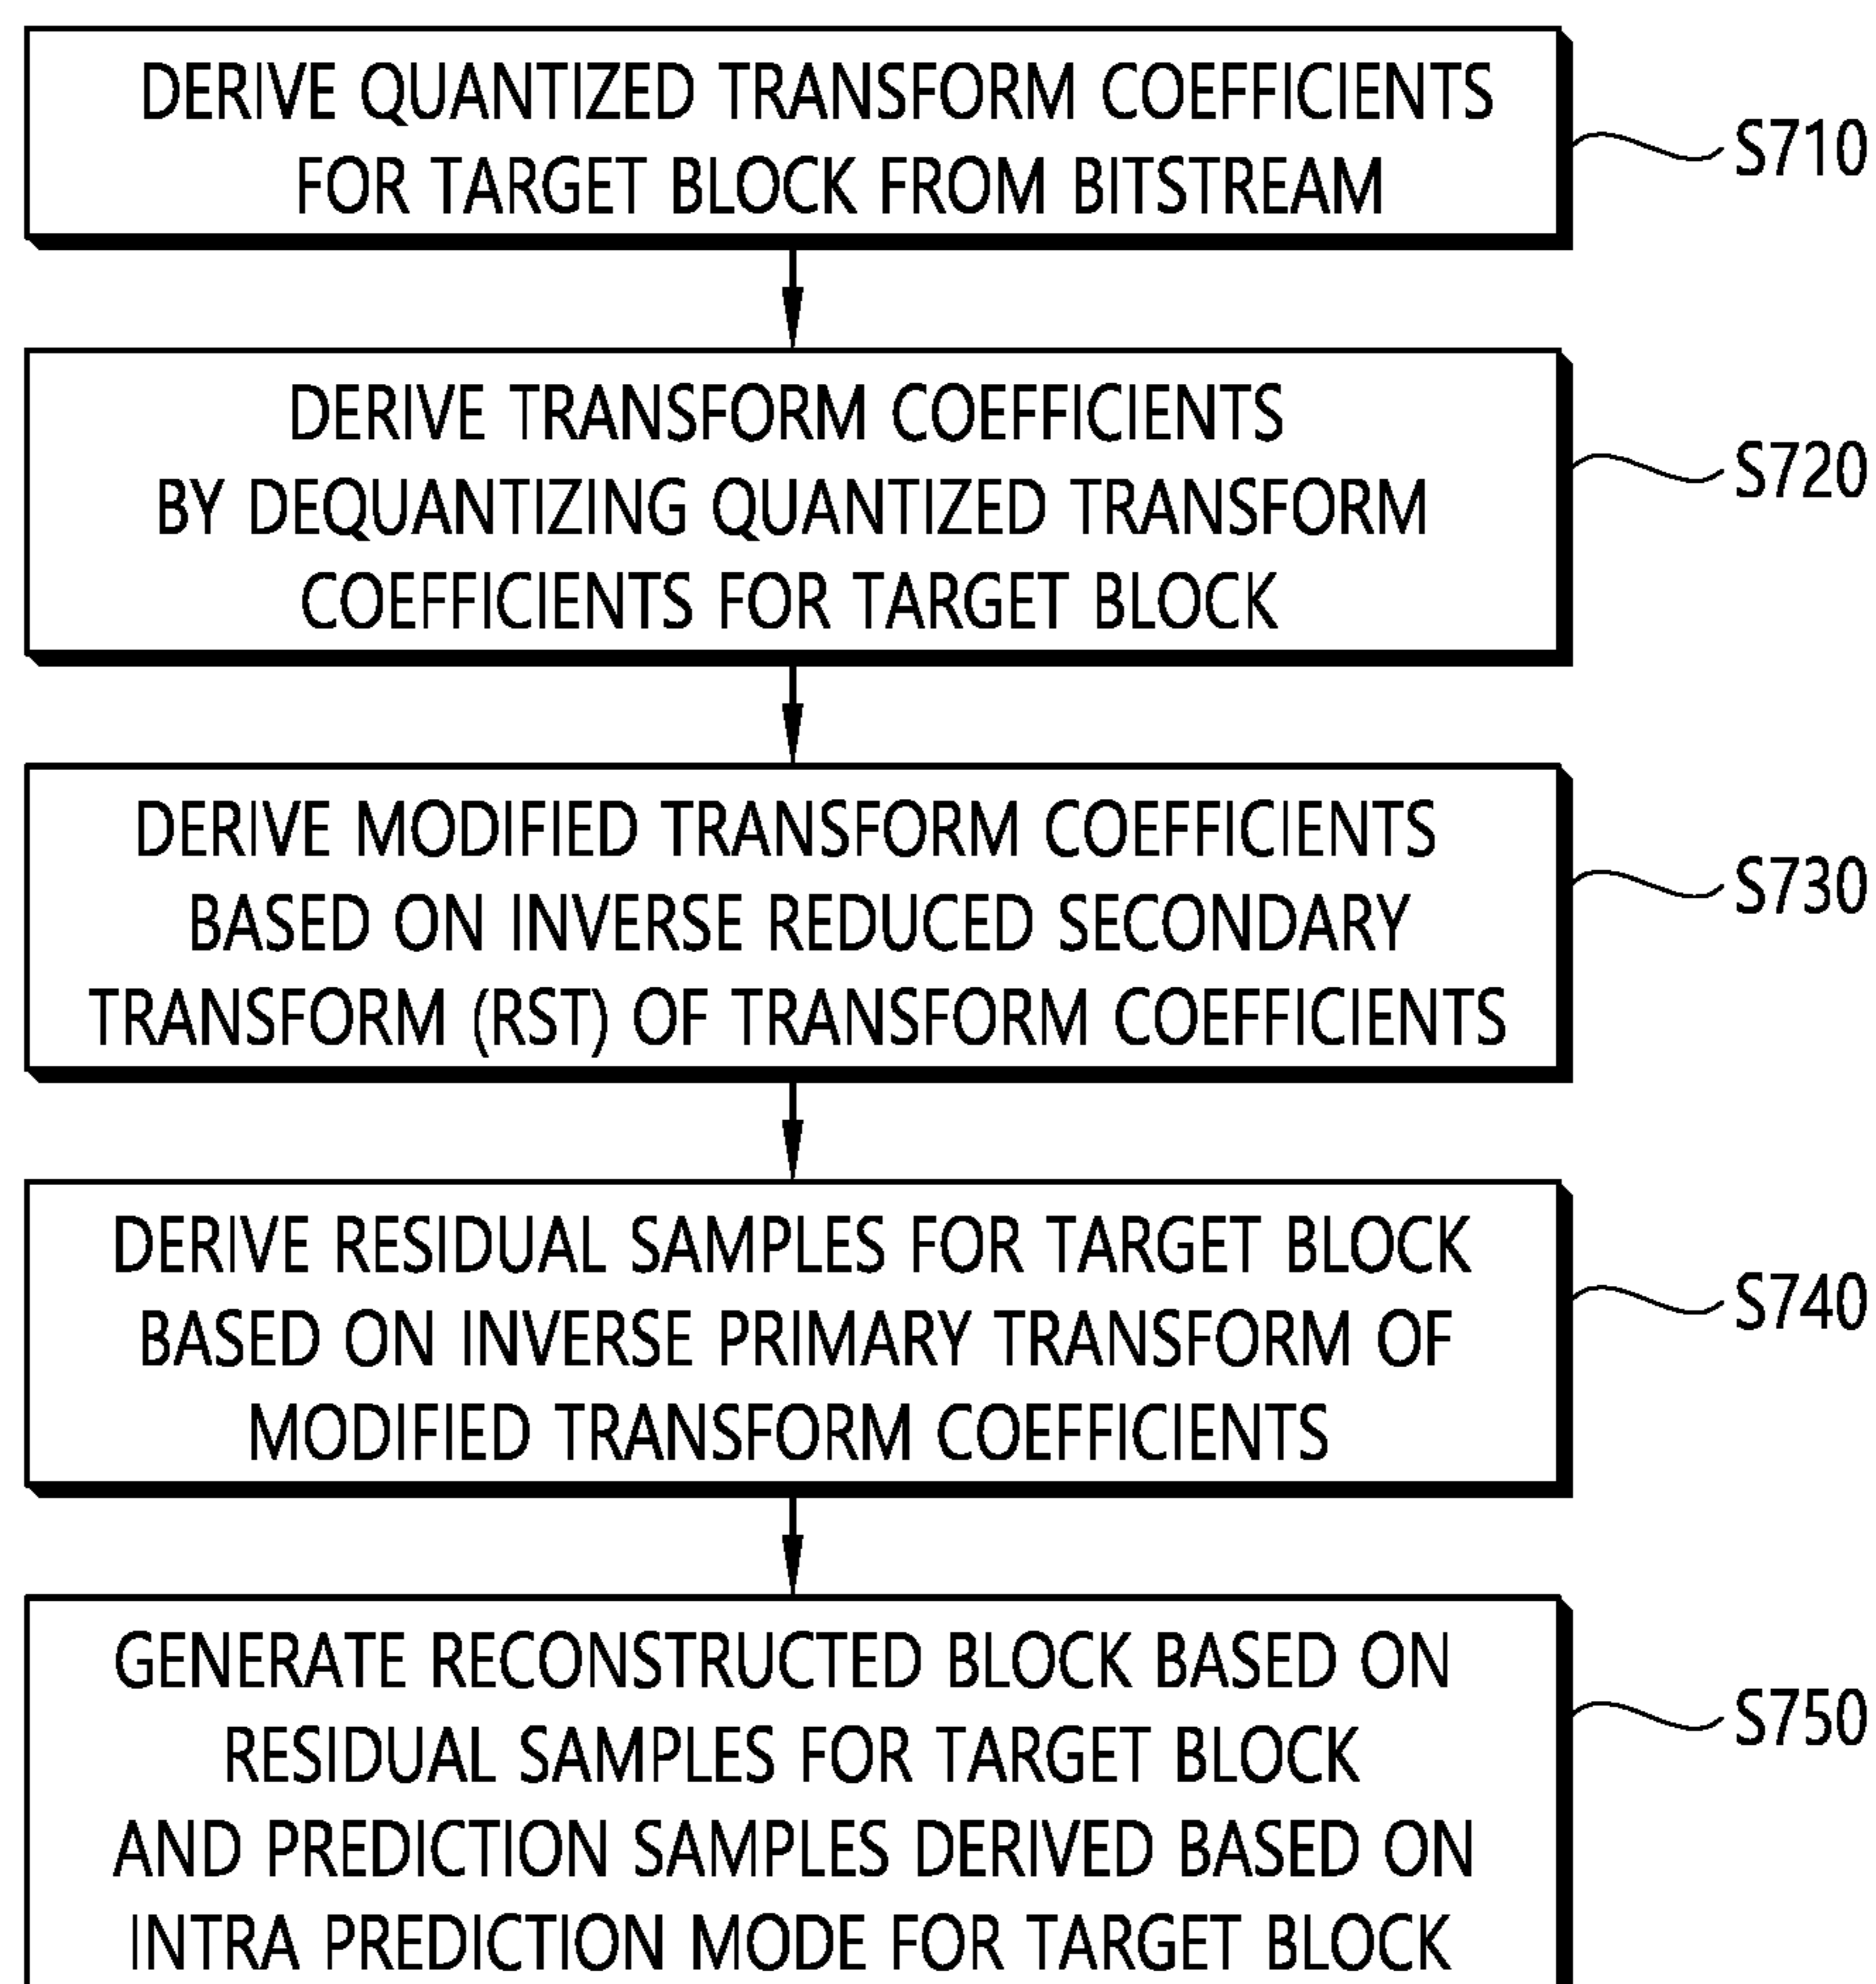 DERIVE QUANTIZED TRANSFORM COEFFICIENTS
FOR TARGET BLOCK FROM BITSTREAM
S710
DERIVE TRANSFORM COEFFICIENTS
BY DEQUANTIZING QUANTIZED TRANSFORM
COEFFICIENTS FOR TARGET BLOCK
S720
DERIVE MODIFIED TRANSFORM COEFFICIENTS
BASED ON INVERSE REDUCED SECONDARY
TRANSFORM (RST) OF TRANSFORM COEFFICIENTS
S730
DERIVE RESIDUAL SAMPLES FOR TARGET BLOCK
BASED ON INVERSE PRIMARY TRANSFORM OF
MODIFIED TRANSFORM COEFFICIENTS
S740
GENERATE RECONSTRUCTED BLOCK BASED ON
RESIDUAL SAMPLES FOR TARGET BLOCK
AND PREDICTION SAMPLES DERIVED BASED ON
INTRA PREDICTION MODE FOR TARGET BLOCK
S750